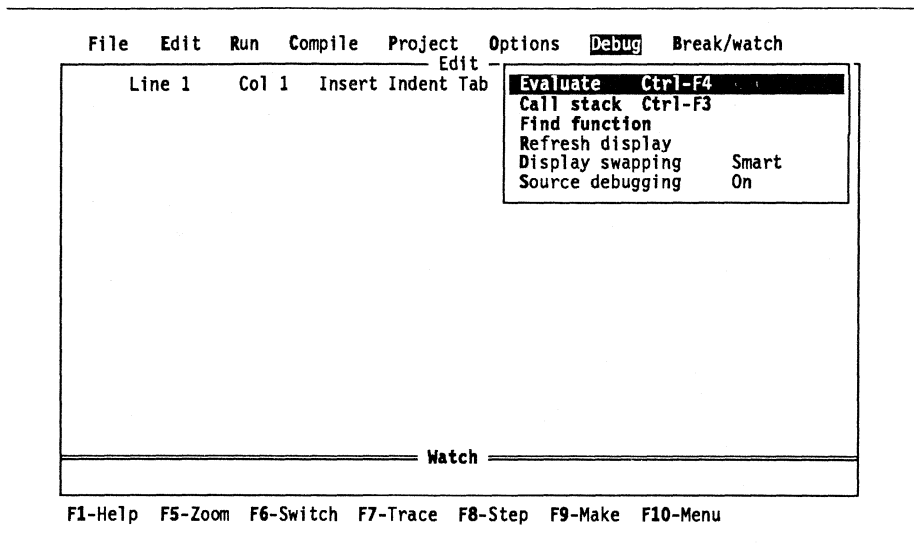 File Edit Run Compile Project Options Debug Break/watch
Edit
Line 1 Col 1 Insert Indent Tab
Evaluate Ctrl-F4
Call stack Ctrl-F3
Find function
Refresh display
Display swapping Smart
Source debugging On
Watch
F1-Help F5-Zoom F6-Switch F7-Trace F8-Step F9-Make F10-Menu